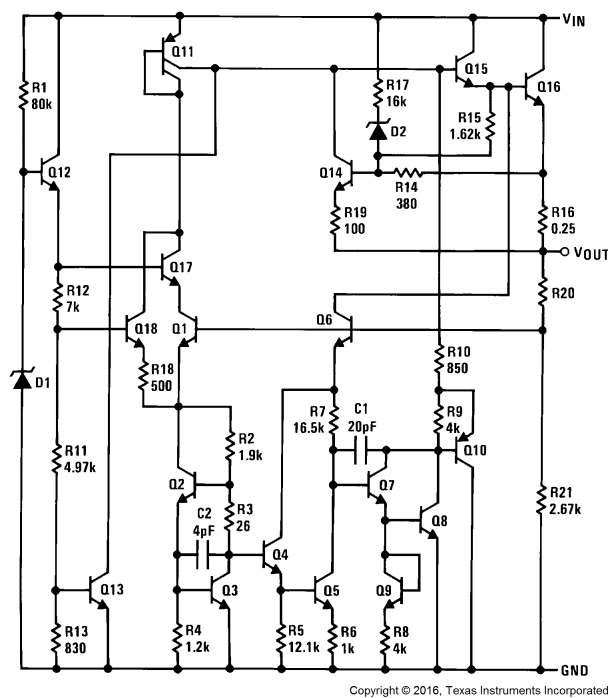 VIN
Q11
R1
80k
R17
16k
Q15
Q16
D2
R15
1.62k
Q12
Q14
R14
380
R19
100
R16
0.25
VOUT
Q17
R12
7k
Q18
Q1
Q6
R20
R18
500
R10
850
D1
R7
16.5k
C1
20pF
R9
4k
Q10
R2
1.9k
R11
4.97k
Q2
Q7
R3
26
R21
2.67k
C2
4pF
Q8
Q4
Q13
Q3
Q5
Q9
R13
830
R4
1.2k
R5
12.1k
R6
1k
R8
4k
GND
Copyright © 2016, Texas Instruments Incorporated